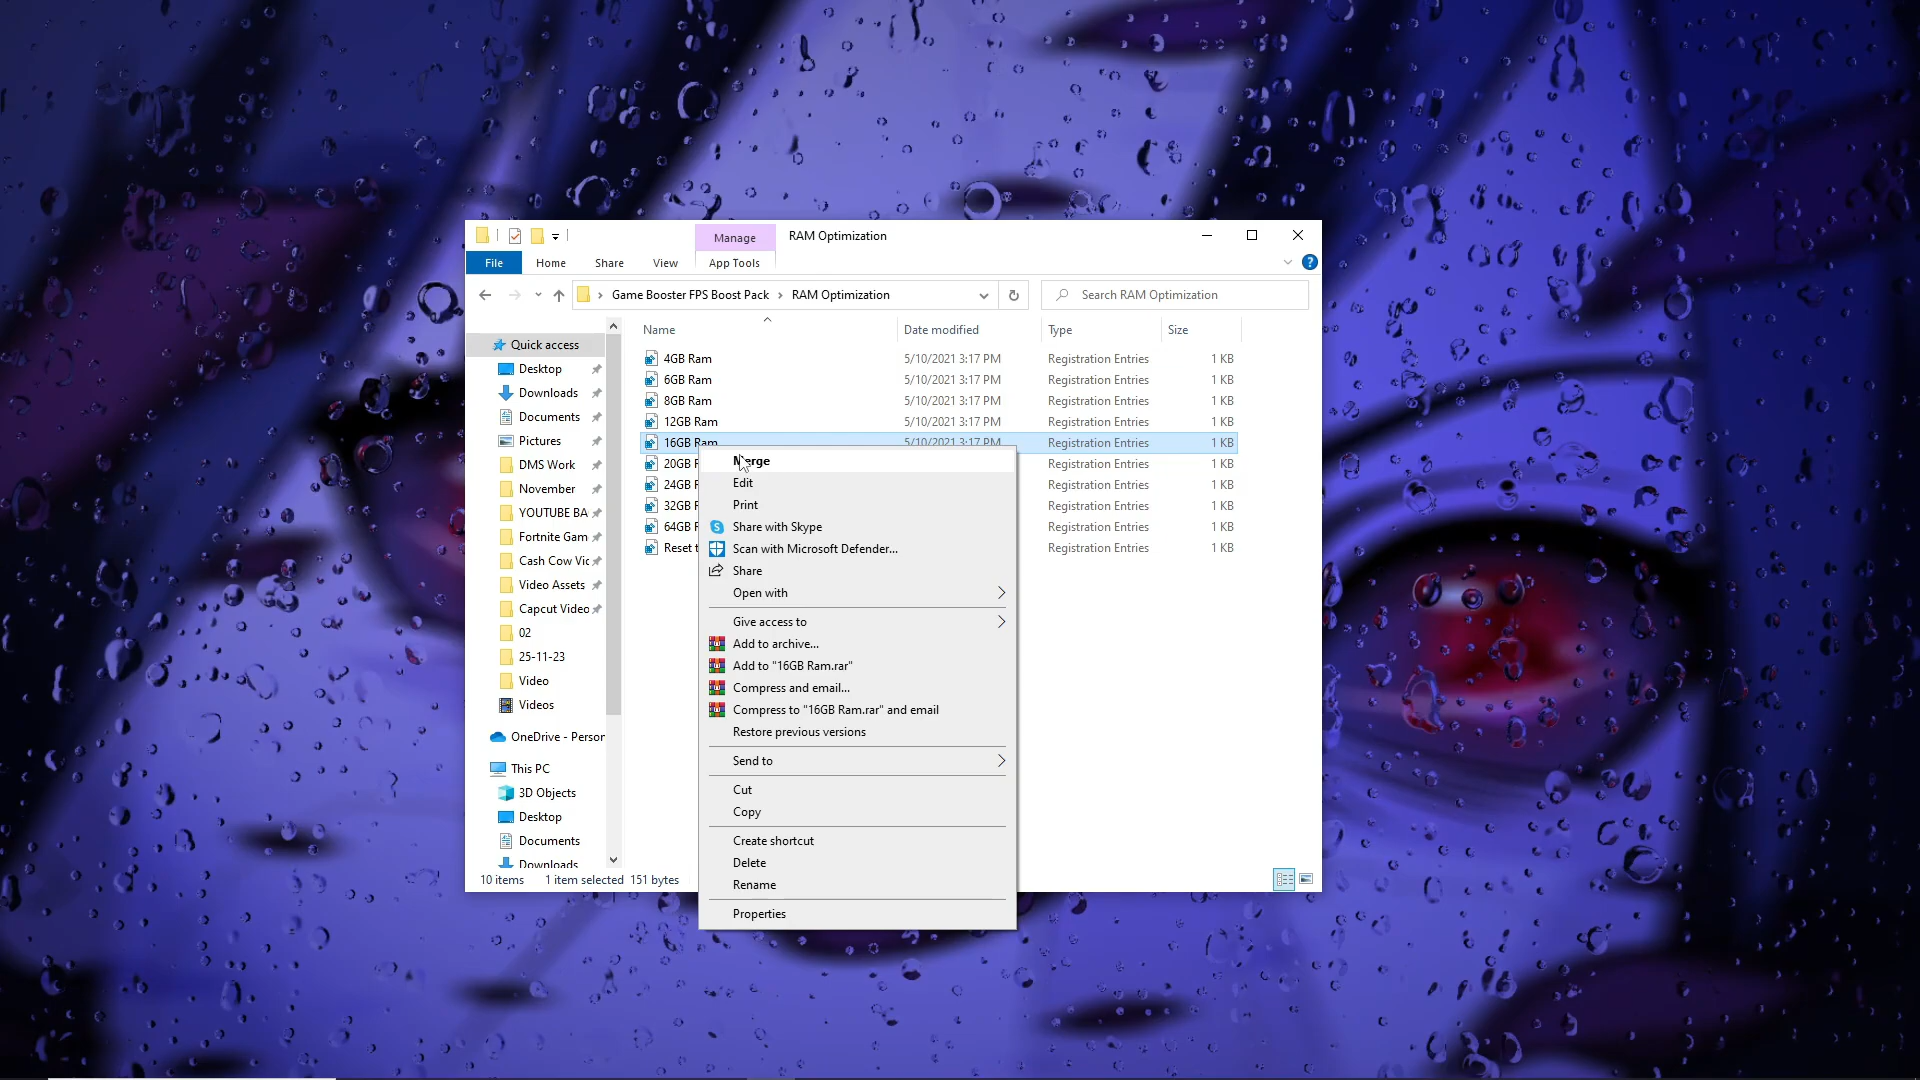 Manage
RAM Optimization
File
Home
Share
View
App Tools
Game Booster FPS Boost Pack
RAM Optimization
Search RAM Optimization
Name
Date modified
Type
Size
Quick access
Desktop
Downloads
Documents
Pictures
DMS Work
November
YOUTUBE BA
Fortnite Gam
Cash Cow Vic
Video Assets
Capcut Video
02
25-11-23
Video
Videos
OneDrive - Person
This PC
3D Objects
Desktop
Documents
Downloads
4GB Ram 5/10/2021 3:17 PM Registration Entries 1 KB
6GB Ram 5/10/2021 3:17 PM Registration Entries 1 KB
8GB Ram 5/10/2021 3:17 PM Registration Entries 1 KB
12GB Ram 5/10/2021 3:17 PM Registration Entries 1 KB
16GB Ram 5/10/2021 3:17 PM Registration Entries 1 KB
20GB Registration Entries 1 KB
24GB Registration Entries 1 KB
32GB Registration Entries 1 KB
64GB Registration Entries 1 KB
Reset Registration Entries 1 KB
Merge
Edit
Print
Share with Skype
Scan with Microsoft Defender...
Share
Open with
Give access to
Add to archive...
Add to "16GB Ram.rar"
Compress and email...
Compress to "16GB Ram.rar" and email
Restore previous versions
Send to
Cut
Copy
Create shortcut
Delete
Rename
Properties
10 items 1 item selected 151 bytes